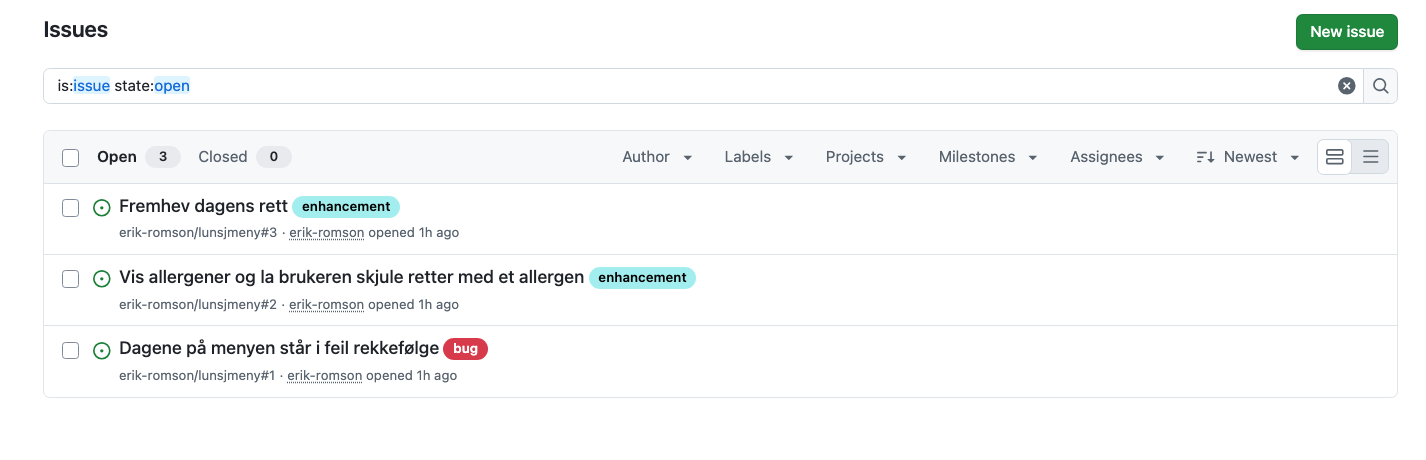 Issues
New issue
is:issue state:open
Open 3 Closed 0 Author Labels Projects Milestones Assignees Newest
Fremhev dagens rett enhancement
erik-romson/lunsjmeny#3 · erik-romson opened 1h ago
Vis allergener og la brukeren skjule retter med et allergen enhancement
erik-romson/lunsjmeny#2 · erik-romson opened 1h ago
Dagene på menyen står i feil rekkefølge bug
erik-romson/lunsjmeny#1 · erik-romson opened 1h ago